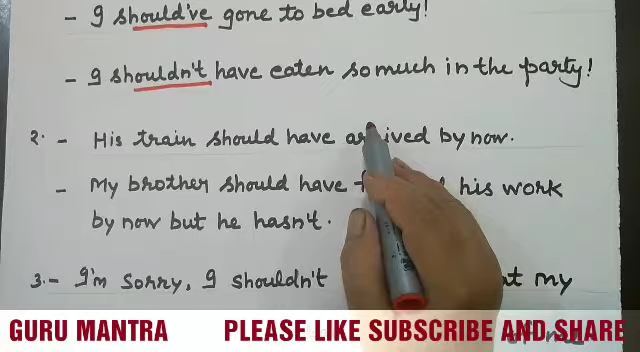 - I should've gone to bed early!
- I shouldn't have eaten so much in the party!
2. - His train should have arrived by now.
- My brother should have his work
by now but he hasn't.
3. - I'm sorry, I shouldn't at my
GURU MANTRA PLEASE LIKE SUBSCRIBE AND SHARE